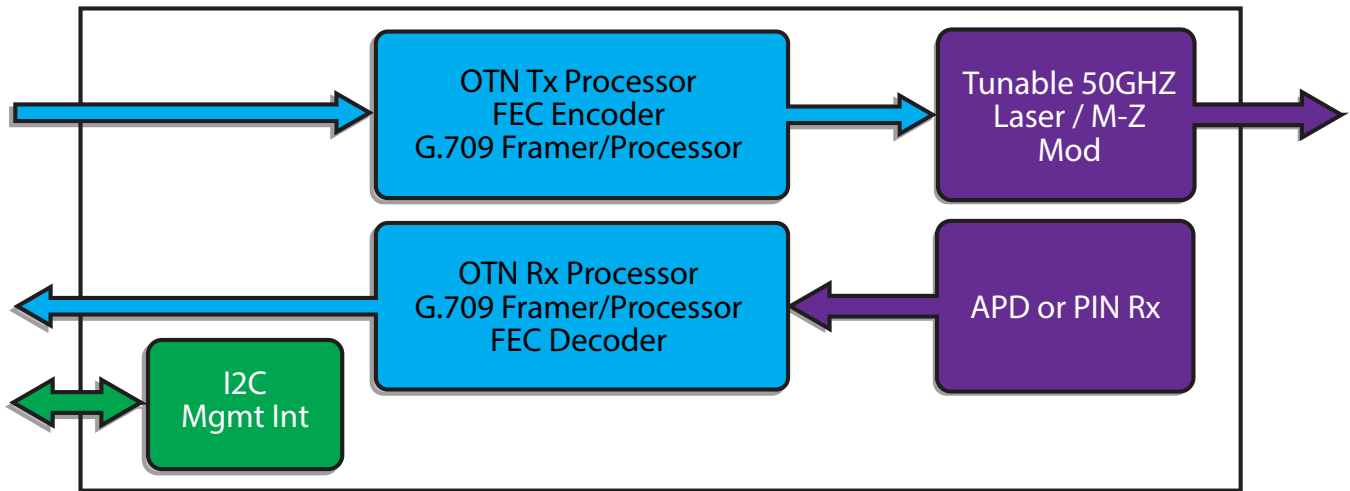 OTN Tx Processor
FEC Encoder
G.709 Framer/Processor
Tunable 50GHZ
Laser / M-Z
Mod
OTN Rx Processor
G.709 Framer/Processor
FEC Decoder
APD or PIN Rx
I2C
Mgmt Int